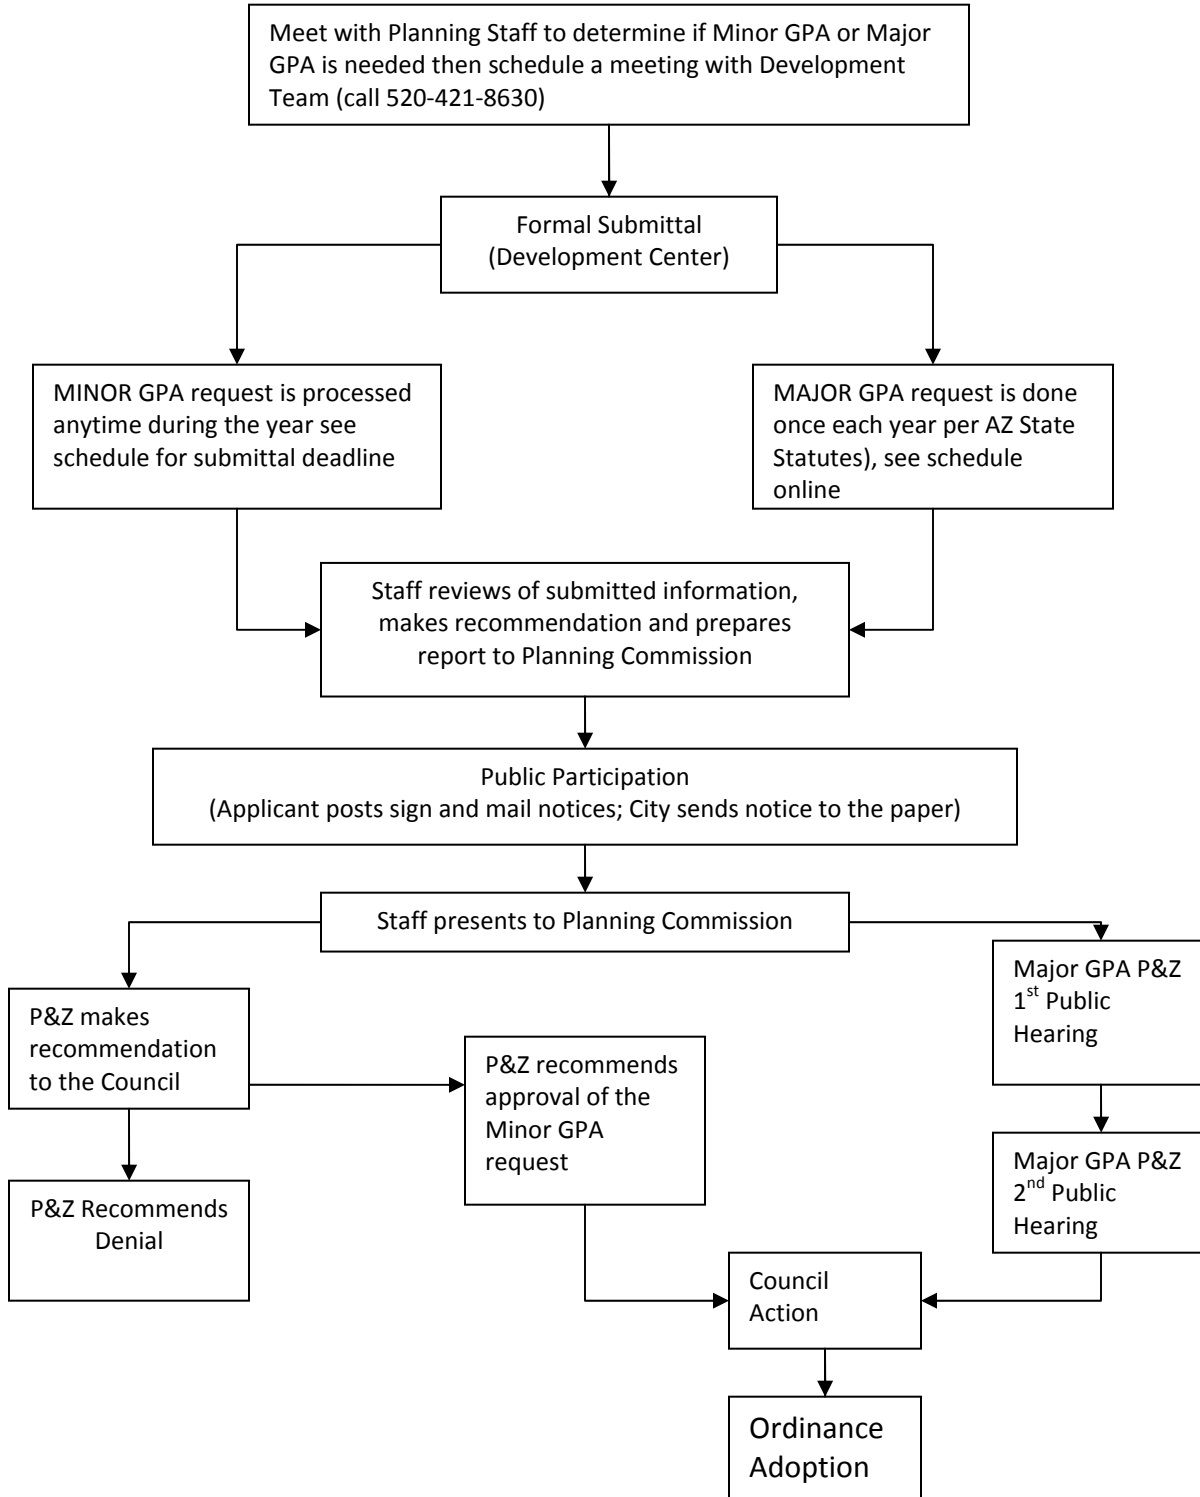 Meet with Planning Staff to determine if Minor GPA or Major
GPA is needed then schedule a meeting with Development
Team (call 520-421-8630)
Formal Submittal
(Development Center)
MINOR GPA request is processed
anytime during the year see
schedule for submittal deadline
MAJOR GPA request is done
once each year per AZ State
Statutes), see schedule
online
Staff reviews of submitted information,
makes recommendation and prepares
report to Planning Commission
Public Participation
(Applicant posts sign and mail notices; City sends notice to the paper)
Staff presents to Planning Commission
P&Z makes
recommendation
to the Council
P&Z recommends
approval of the
Minor GPA
request
Major GPA P&Z
1st Public
Hearing
P&Z Recommends
Denial
Major GPA P&Z
2nd Public
Hearing
Council
Action
Ordinance
Adoption